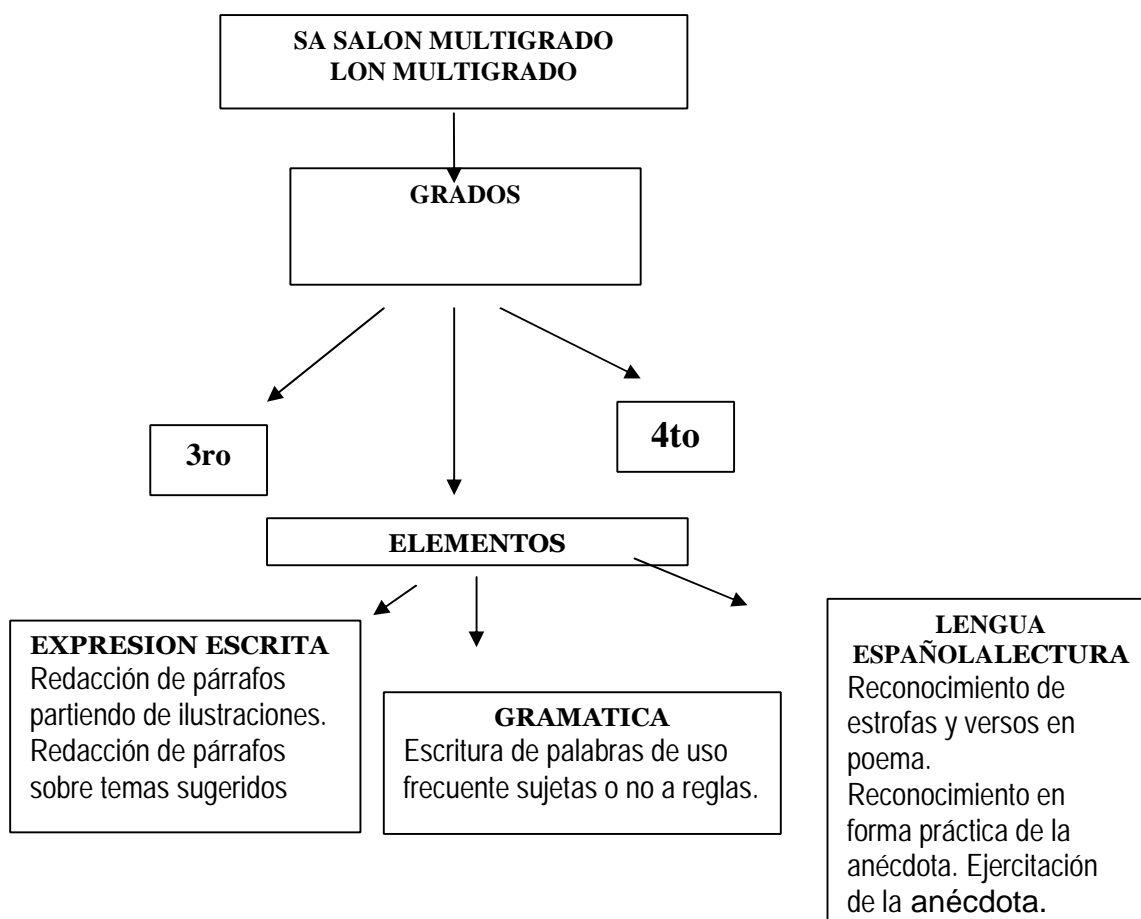 SA SALON MULTIGRADO
LON MULTIGRADO
GRADOS
3ro
4to
ELEMENTOS
EXPRESION ESCRITA
Redacción de párrafos
partiendo de ilustraciones.
Redacción de párrafos
sobre temas sugeridos
GRAMATICA
Escritura de palabras de uso
frecuente sujetas o no a reglas.
LENGUA
ESPAÑOLALECTURA
Reconocimiento de
estrofas y versos en
poema.
Reconocimiento en
forma práctica de la
anécdota. Ejercitación
de la anécdota.